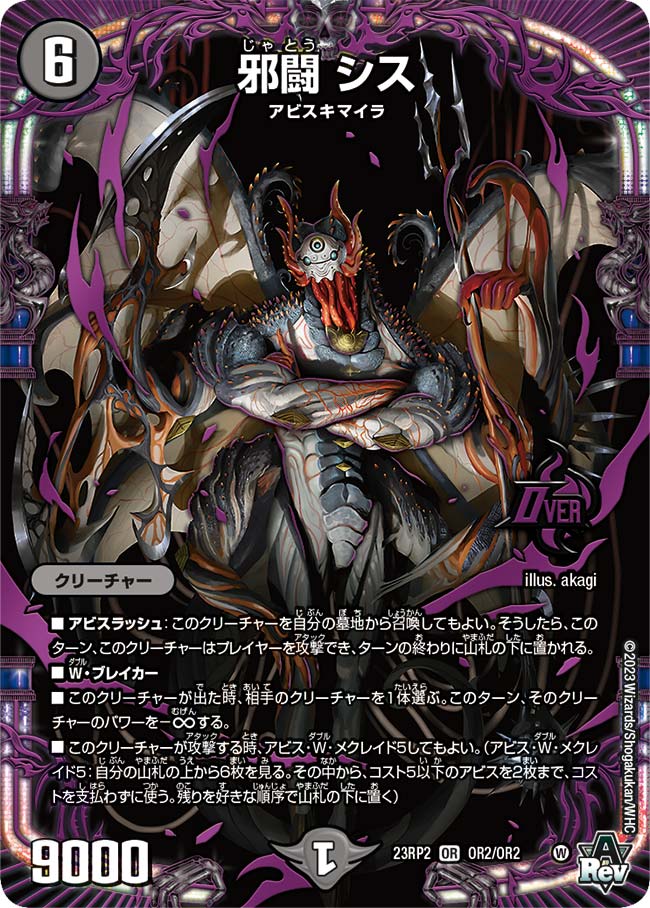 6
邪闘 シス
じゃとう
アビスキマイラ
OVER
クリーチャー
illus. akagi
■アビスラッシュ：このクリーチャーを自分の墓地から召喚してもよい。そうしたら、この
ターン、このクリーチャーはプレイヤーを攻撃でき、ターンの終わりに山札の下に置かれる。
■W・ブレイカー
■このクリーチャーが出た時、相手のクリーチャーを1体選ぶ。このターン、そのクリー
チャーのパワーを-∞する。
■このクリーチャーが攻撃する時、アビス・W・メクレイド5してもよい。(アビス・W・メクレ
イド5：自分の山札の上から6枚を見る。その中から、コスト5以下のアビスを2枚まで、コス
トを支払わずに使う。残りを好きな順序で山札の下に置く)
©2023 Wizards/Shogakukan/WHC
9000
1
23RP2 OR OR2/OR2
W
A
Rev